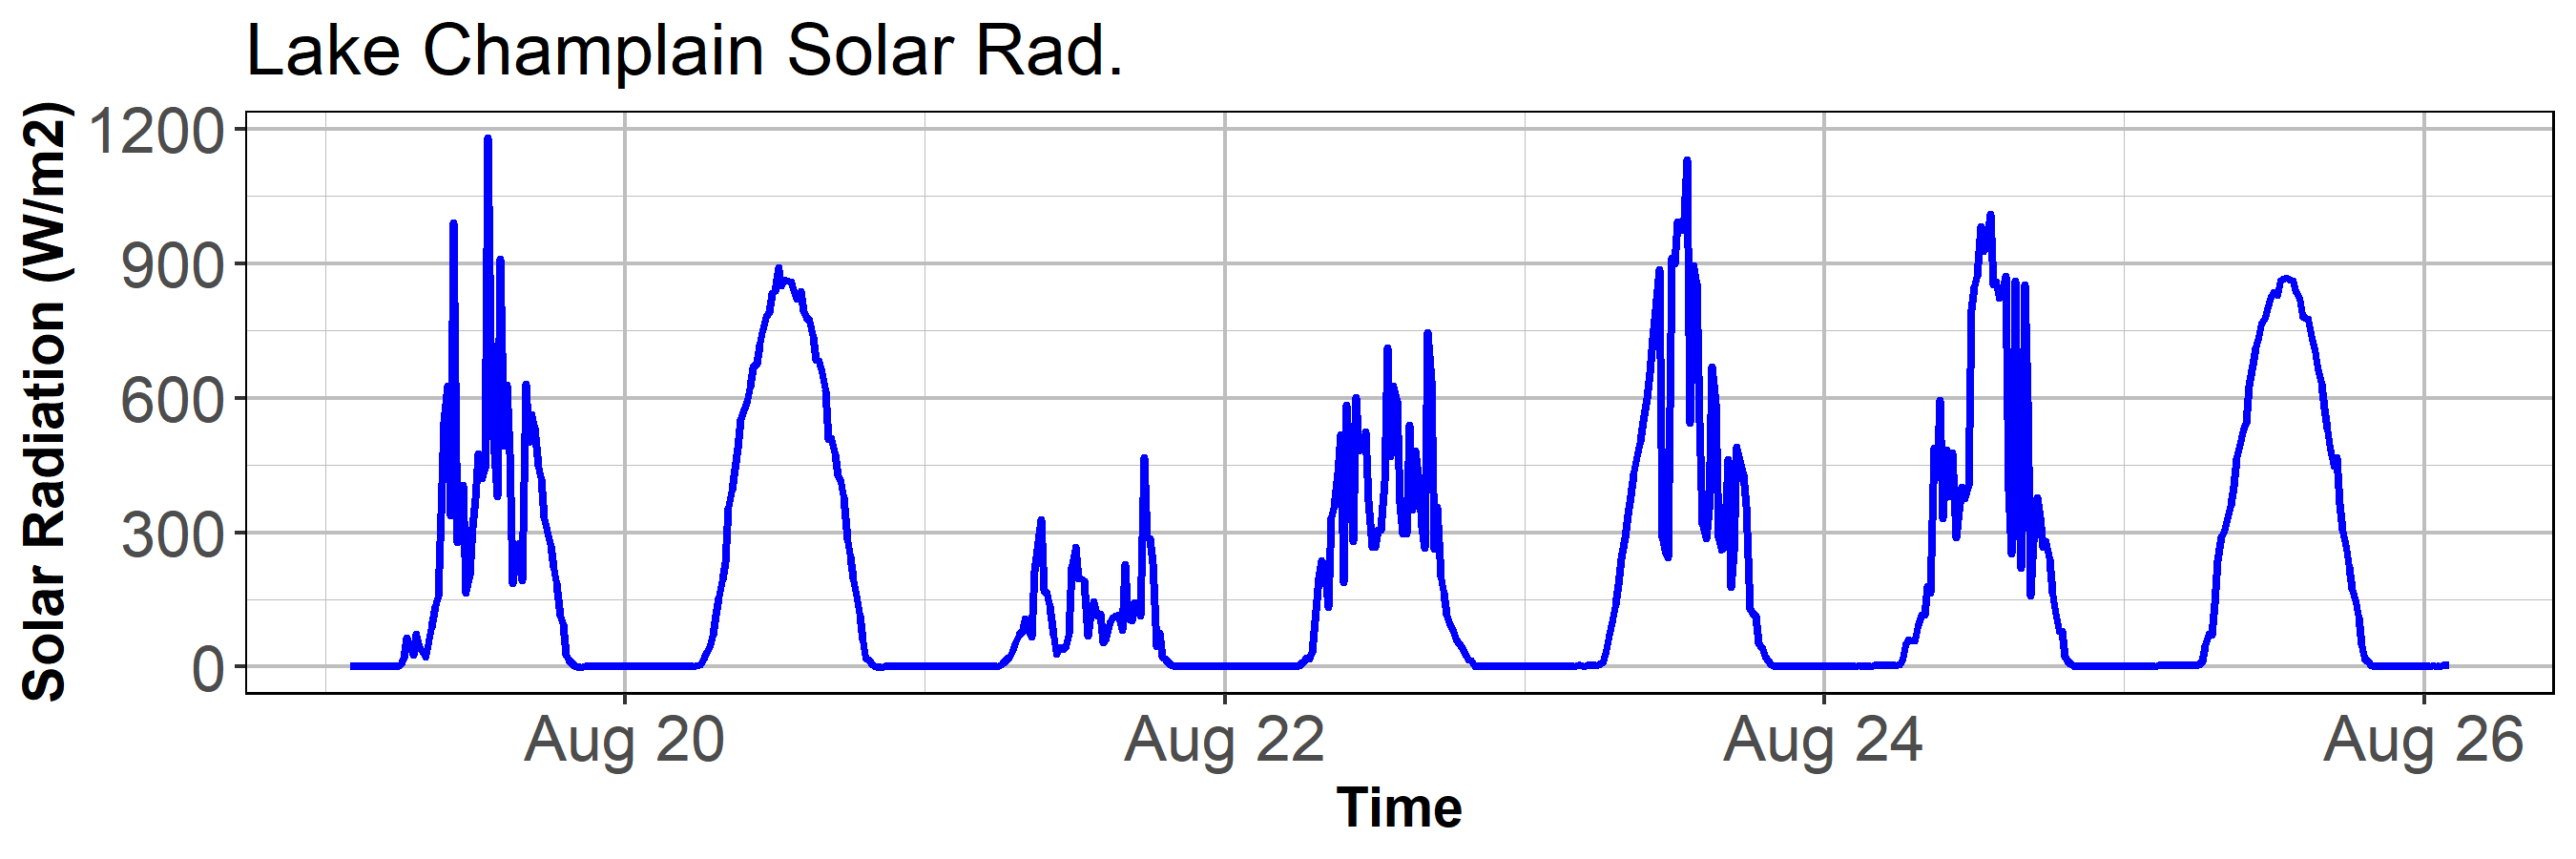 Lake Champlain Solar Rad.
Solar Radiation (W/m2)
1200
900
600
300
0
Aug 20 Aug 22 Aug 24 Aug 26
Time